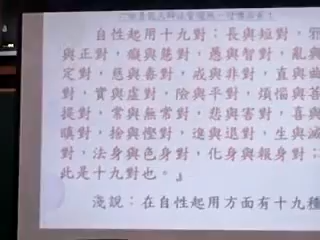 六祖
自性起用十九對:長與短對,邪
與正對,癡與慧對,愚與智對,亂與
定對,慈與毒對,戒與非對,直與曲
對,實與虛對,險與平對,煩惱與菩
提對,常與無常對,悲與害對,喜與
瞋對,捨與慳對,進與退對,生與滅
對,法身與色身對,化身與報身對;
此是十九對也。』
淺說:在自性起用方面有十九種